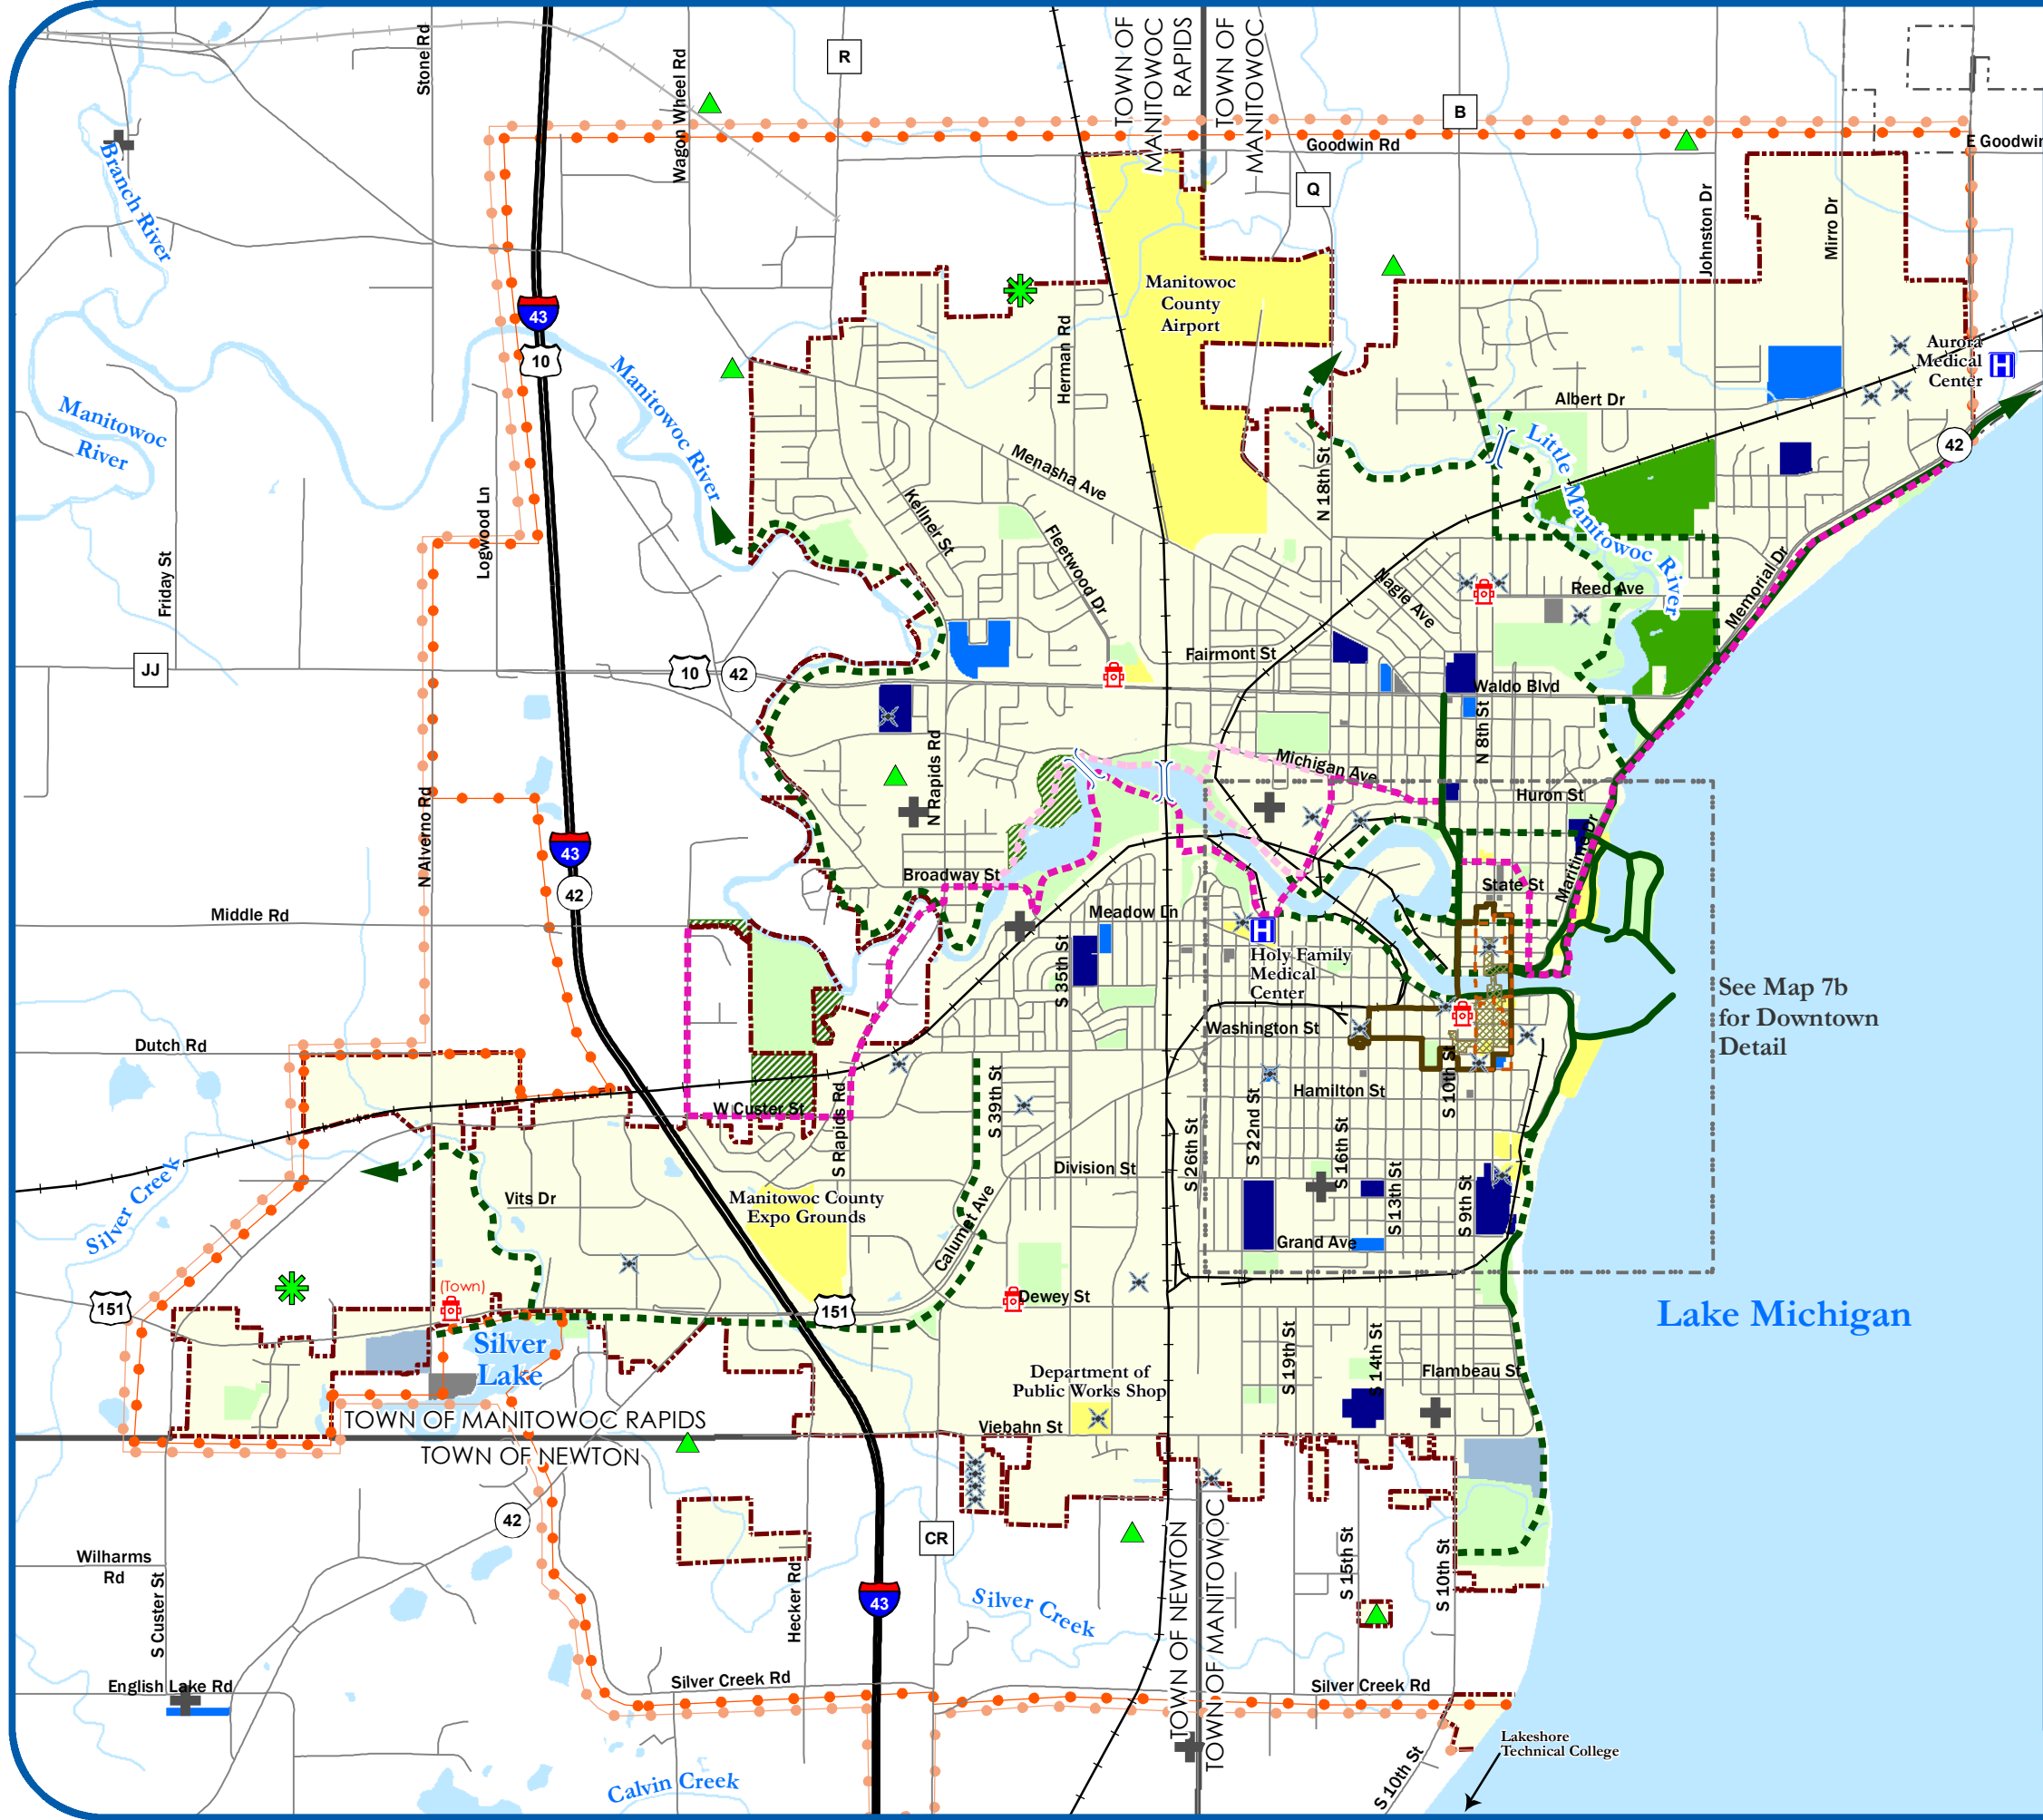 TOWN OF
MANITOWOC
RAPIDS
TOWN OF
MANITOWOC
Stone Rd
Wagon Wheel Rd
R
B
Q
Goodwin Rd
E Goodwin
Johnston Dr
Mirro Dr
Branch River
43
10
Manitowoc
County
Airport
Herman Rd
Manitowoc River
Manitowoc
River
Aurora
Medical
Center
H
Albert Dr
42
Little Manitowoc River
Menasha Ave
Kellner St
Fleetwood Dr
N 18th St
Logwood Ln
Friday St
Nagle Ave
Reed Ave
Memorial Dr
JJ
10
42
Fairmont St
Waldo Blvd
N 8th St
N Rapids Rd
Michigan Ave
Huron St
N Alverno Rd
43
42
Maritime Dr
Broadway St
State St
Middle Rd
Meadow Ln
S 35th St
H
Holy Family
Medical
Center
See Map 7b
for Downtown
Detail
Washington St
Dutch Rd
Hamilton St
S 10th St
W Custer St
S Rapids Rd
S 39th St
S 22nd St
S 16th St
S 26th St
Division St
S 13th St
S 9th St
Silver Creek
Vits Dr
Manitowoc County
Expo Grounds
Calumet Ave
Grand Ave
151
(Town)
151
Dewey St
Lake Michigan
Silver
Lake
S 19th St
S 14th St
Department of
Public Works Shop
Flambeau St
TOWN OF MANITOWOC RAPIDS
TOWN OF NEWTON
Viebahn St
42
CR
Wilharms
Rd
S Custer St
Hecker Rd
43
Silver Creek
TOWN OF NEWTON
TOWN OF MANITOWOC
S 15th St
S 10th St
English Lake Rd
Silver Creek Rd
Silver Creek Rd
Calvin Creek
S 10th St
Lakeshore
Technical College